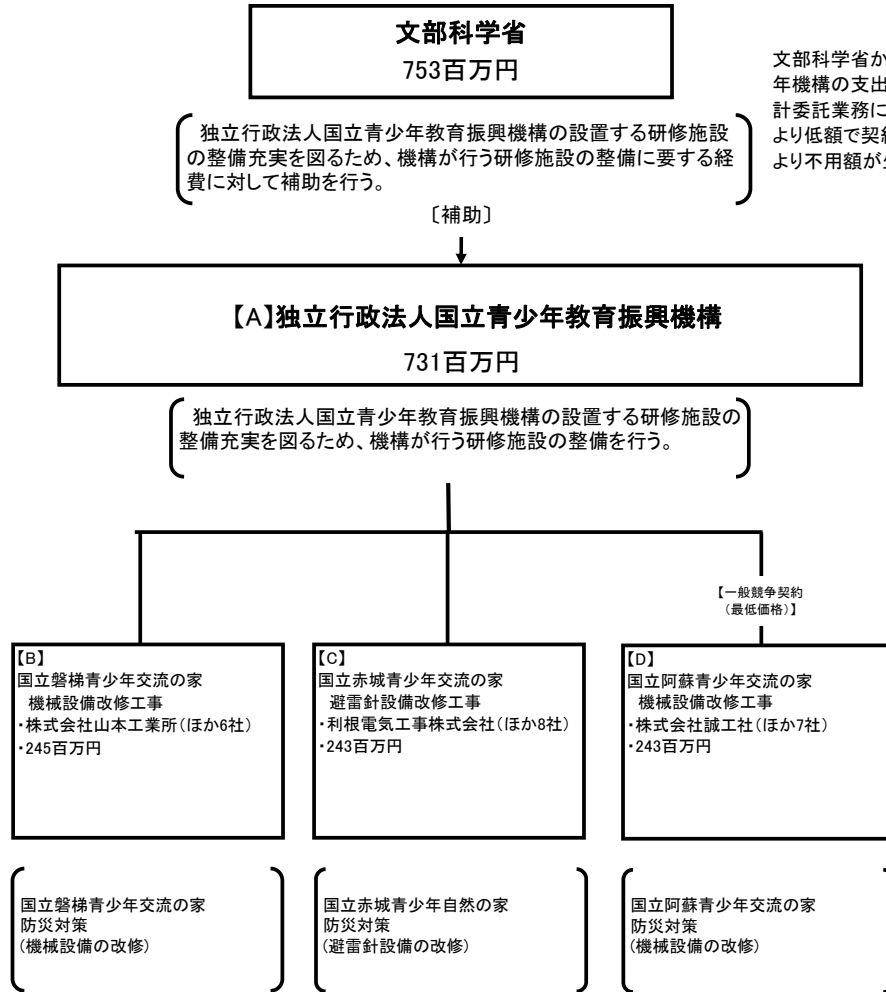 文部科学省
753百万円
文部科学省か
年機構の支出
計委託業務に
より低額で契
より不用額が
独立行政法人国立青少年教育振興機構の設置する研修施設
の整備充実を図るため、機構が行う研修施設の整備に要する経
費に対して補助を行う。
〔補助〕
【A】独立行政法人国立青少年教育振興機構
731百万円
独立行政法人国立青少年教育振興機構の設置する研修施設の
整備充実を図るため、機構が行う研修施設の整備を行う。
【一般競争契約
(最低価格)】
【B】
国立磐梯青少年交流の家
機械設備改修工事
・株式会社山本工業所(ほか6社)
・245百万円
【C】
国立赤城青少年交流の家
避雷針設備改修工事
・利根電気工事株式会社(ほか8社)
・243百万円
【D】
国立阿蘇青少年交流の家
機械設備改修工事
・株式会社誠工社(ほか7社)
・243百万円
国立磐梯青少年交流の家
防災対策
(機械設備の改修)
国立赤城青少年自然の家
防災対策
(避雷針設備の改修)
国立阿蘇青少年交流の家
防災対策
(機械設備の改修)